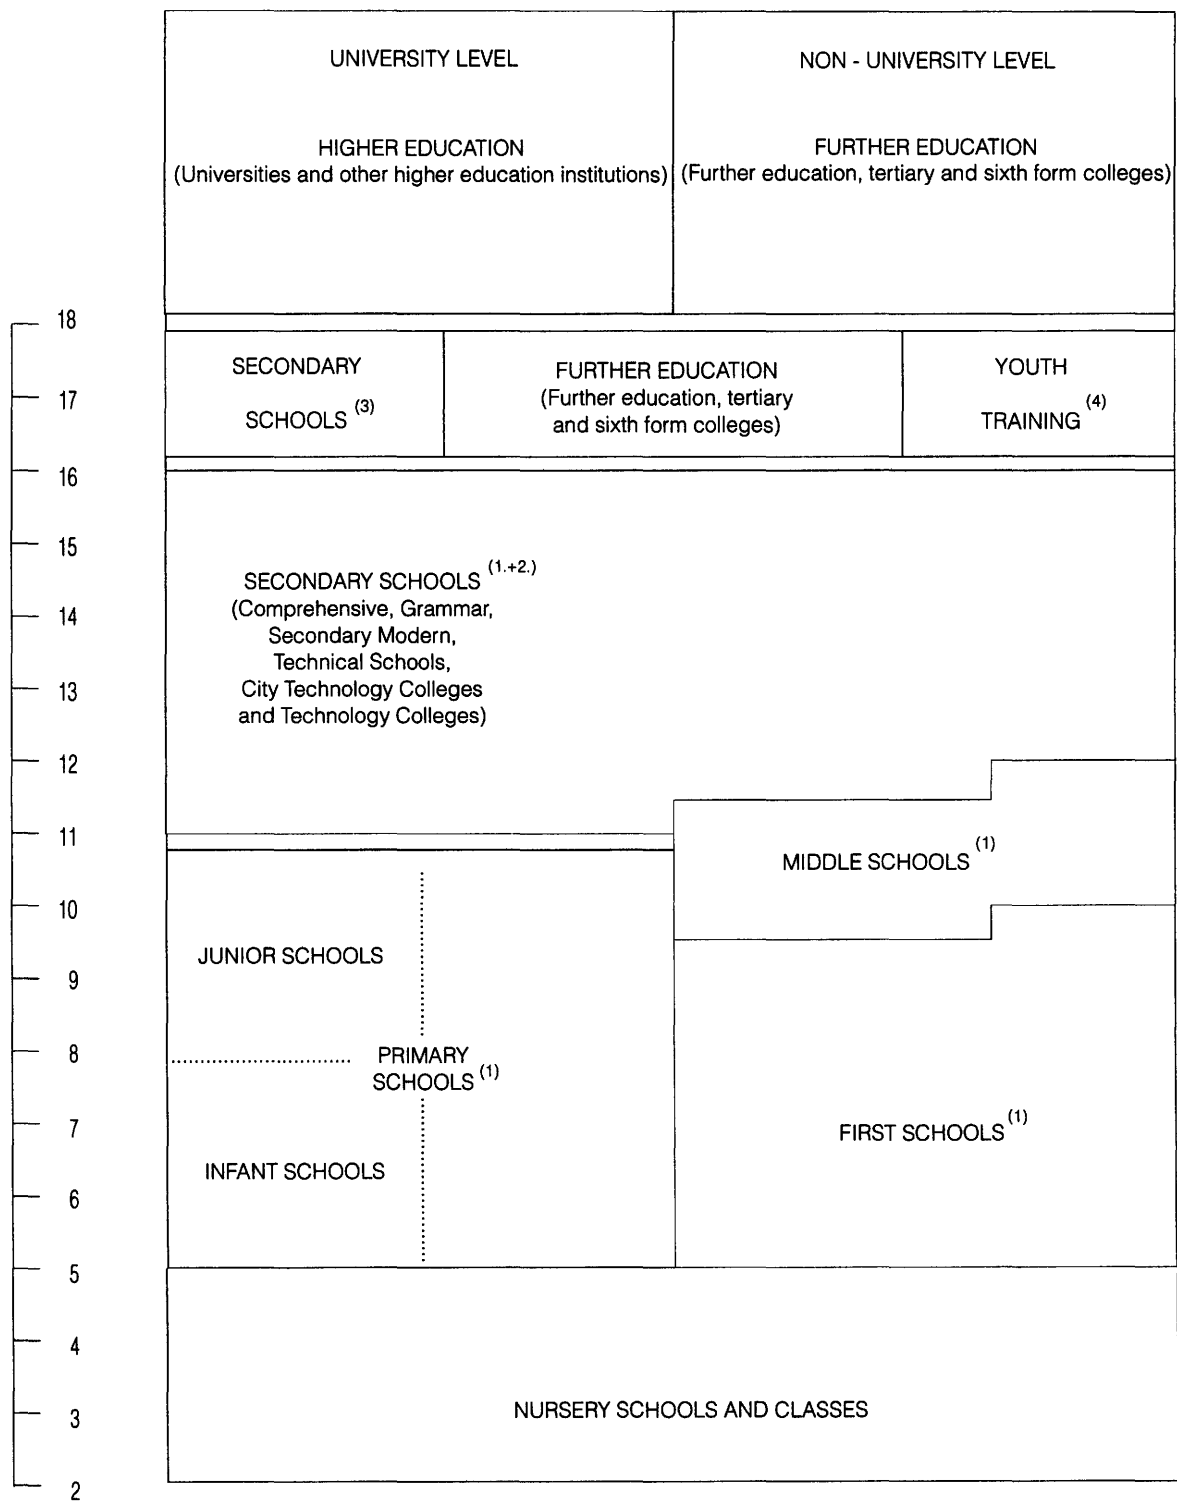 UNIVERSITY LEVEL
HIGHER EDUCATION
(Universities and other higher education institutions)
NON - UNIVERSITY LEVEL
FURTHER EDUCATION
(Further education, tertiary and sixth form colleges)
18
SECONDARY
SCHOOLS (3)
FURTHER EDUCATION
(Further education, tertiary
and sixth form colleges)
YOUTH
TRAINING (4)
17
16
15
SECONDARY SCHOOLS (1.+2.)
(Comprehensive, Grammar,
Secondary Modern,
Technical Schools,
City Technology Colleges
and Technology Colleges)
14
13
12
11
MIDDLE SCHOOLS (1)
10
JUNIOR SCHOOLS
9
8
PRIMARY
SCHOOLS (1)
7
FIRST SCHOOLS (1)
INFANT SCHOOLS
6
5
4
3
NURSERY SCHOOLS AND CLASSES
2